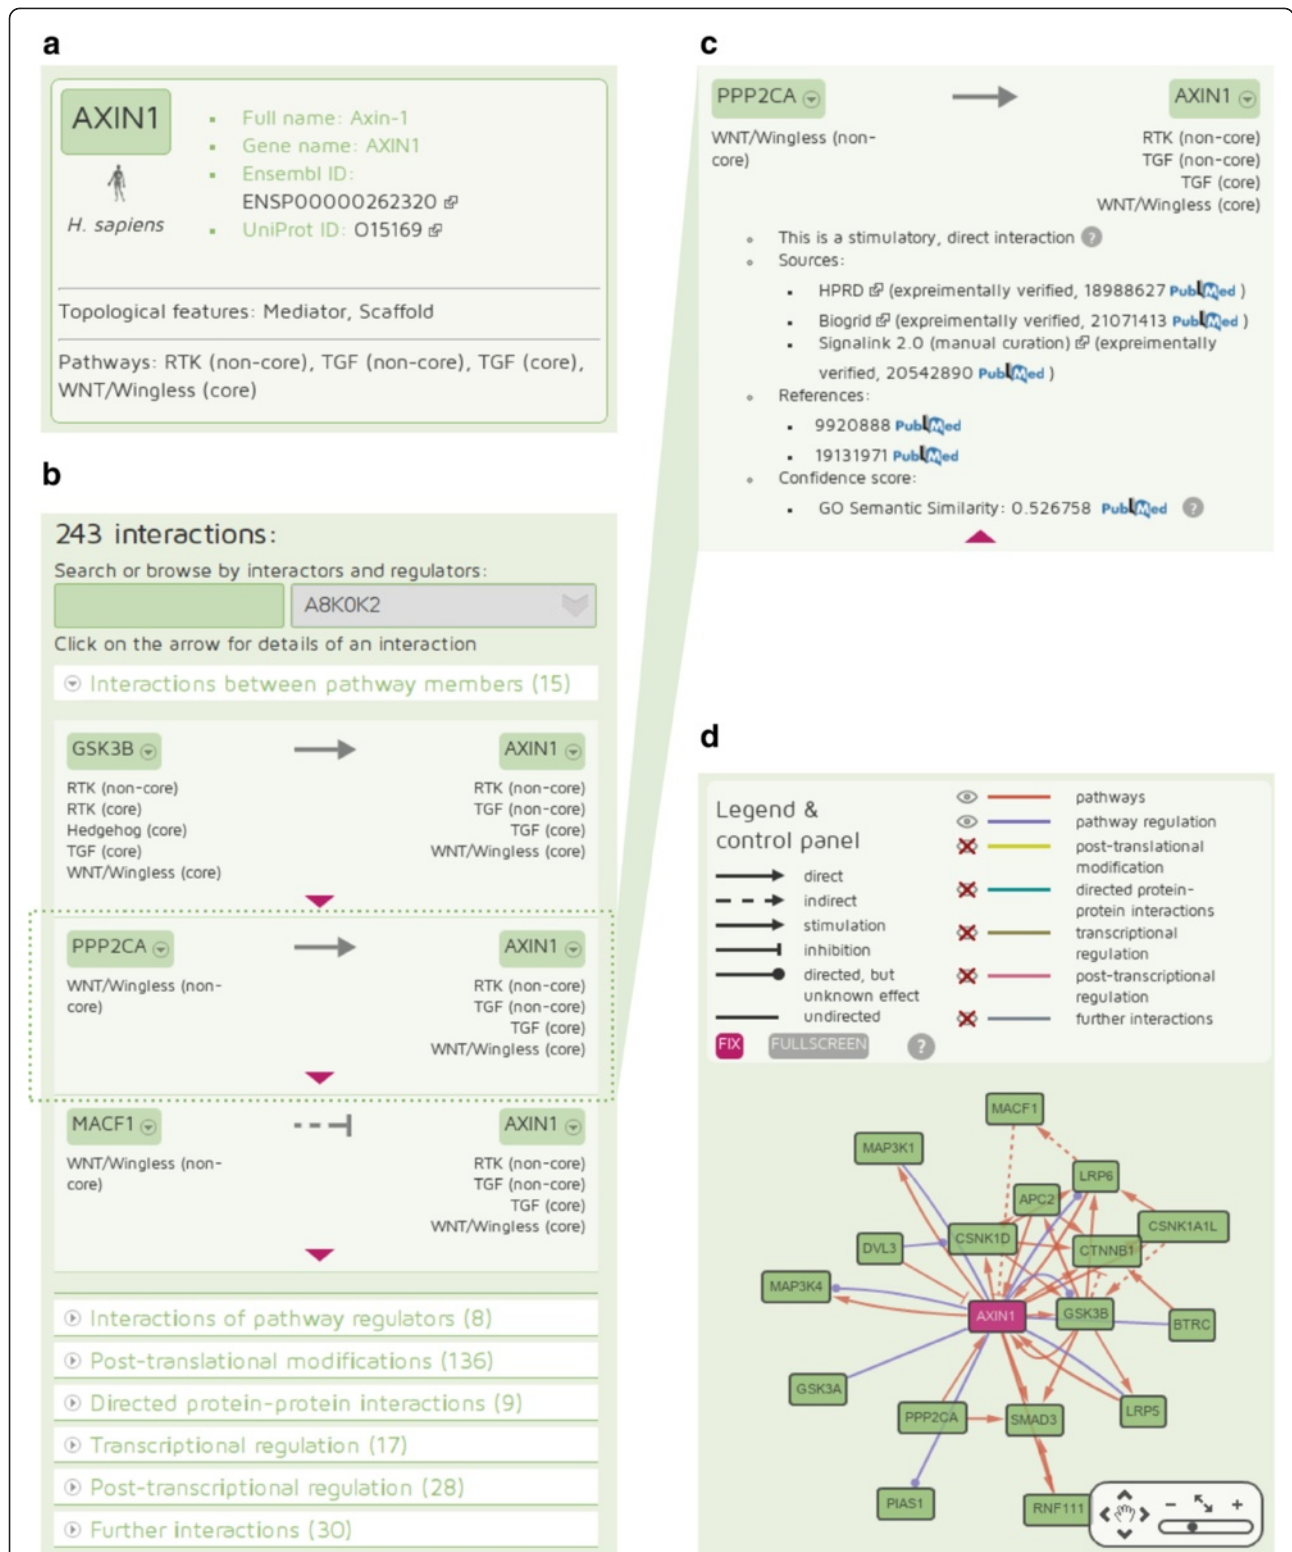 a
AXIN1
H. sapiens
Full name: Axin-1
Gene name: AXIN1
Ensembl ID:
ENSP00000262320
UniProt ID: O15169
Topological features: Mediator, Scaffold
Pathways: RTK (non-core), TGF (non-core), TGF (core),
WNT/Wingless (core)
b
243 interactions:
Search or browse by interactors and regulators:
A8K0K2
Click on the arrow for details of an interaction
Interactions between pathway members (15)
GSK3B AXIN1
RTK (non-core) RTK (non-core)
RTK (core) TGF (non-core)
Hedgehog (core) TGF (core)
TGF (core) WNT/Wingless (core)
WNT/Wingless (core)
PPP2CA AXIN1
WNT/Wingless (non- RTK (non-core)
core) TGF (non-core)
TGF (core)
WNT/Wingless (core)
MACF1 AXIN1
WNT/Wingless (non- RTK (non-core)
core) TGF (non-core)
TGF (core)
WNT/Wingless (core)
Interactions of pathway regulators (8)
Post-translational modifications (136)
Directed protein-protein interactions (9)
Transcriptional regulation (17)
Post-transcriptional regulation (28)
Further interactions (30)
c
PPP2CA AXIN1
WNT/Wingless (non- RTK (non-core)
core) TGF (non-core)
TGF (core)
WNT/Wingless (core)
This is a stimulatory, direct interaction ?
Sources:
HPRD (expreimentally verified, 18988627 PubMed )
Biogrid (expreimentally verified, 21071413 PubMed )
Signalink 2.0 (manual curation) (expreimentally
verified, 20542890 PubMed )
References:
9920888 PubMed
19131971 PubMed
Confidence score:
GO Semantic Similarity: 0.526758 PubMed ?
d
Legend &
control panel
direct
indirect
stimulation
inhibition
directed, but
unknown effect
undirected
FIX FULLSCREEN ?
pathways
pathway regulation
post-translational
modification
directed protein-
protein interactions
transcriptional
regulation
post-transcriptional
regulation
further interactions
MACF1
MAP3K1
LRP6
APC2
CSNK1A1L
CSNK1D
DVL3
CTNNB1
MAP3K4
AXIN1
GSK3B
BTRC
GSK3A
PPP2CA
SMAD3
LRP5
PIAS1
RNF111
− +